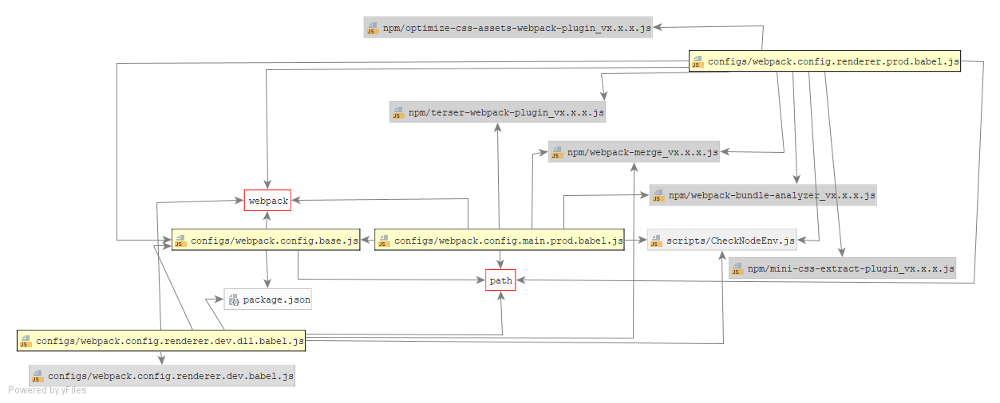 npm/optimize-css-assets-webpack-plugin_vx.x.x.js
configs/webpack.config.renderer.prod.babel.js
npm/terser-webpack-plugin_vx.x.x.js
npm/webpack-merge_vx.x.x.js
webpack
npm/webpack-bundle-analyzer_vx.x.x.js
configs/webpack.config.base.js
configs/webpack.config.main.prod.babel.js
scripts/CheckNodeEnv.js
npm/mini-css-extract-plugin_vx.x.x.js
path
package.json
configs/webpack.config.renderer.dev.dll.babel.js
configs/webpack.config.renderer.dev.babel.js
Powered by yFiles